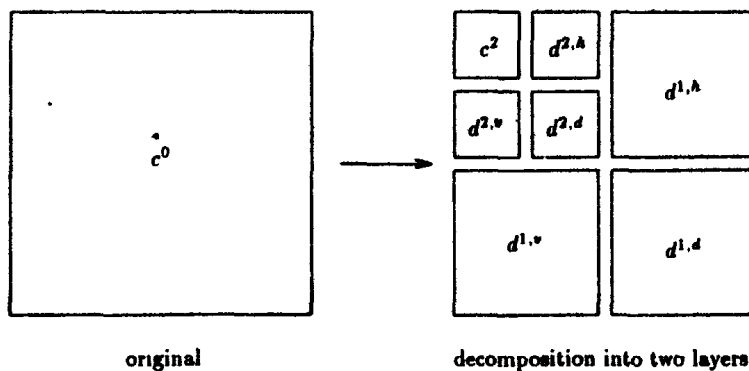 c⁰
c² d²,ʰ
d¹,ʰ
d²,ᵛ d²,ᵈ
d¹,ᵛ d¹,ᵈ
original decomposition into two layers